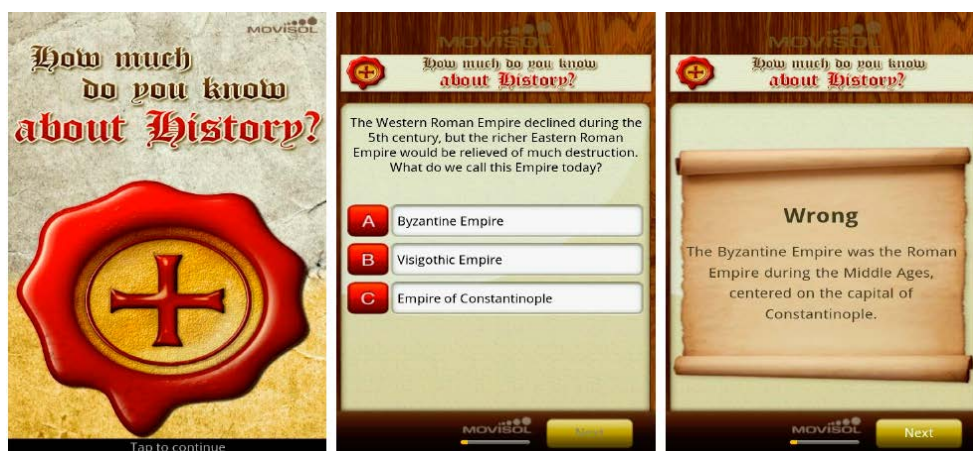 MOVISOL
How much
do you know
about History?
Tap to continue
MOVISOL
How much do you know
about History?
The Western Roman Empire declined during the
5th century, but the richer Eastern Roman
Empire would be relieved of much destruction.
What do we call this Empire today?
A Byzantine Empire
B Visigothic Empire
C Empire of Constantinople
MOVISOL
Next
MOVISOL
How much do you know
about History?
Wrong
The Byzantine Empire was the Roman
Empire during the Middle Ages,
centered on the capital of
Constantinople.
MOVISOL
Next